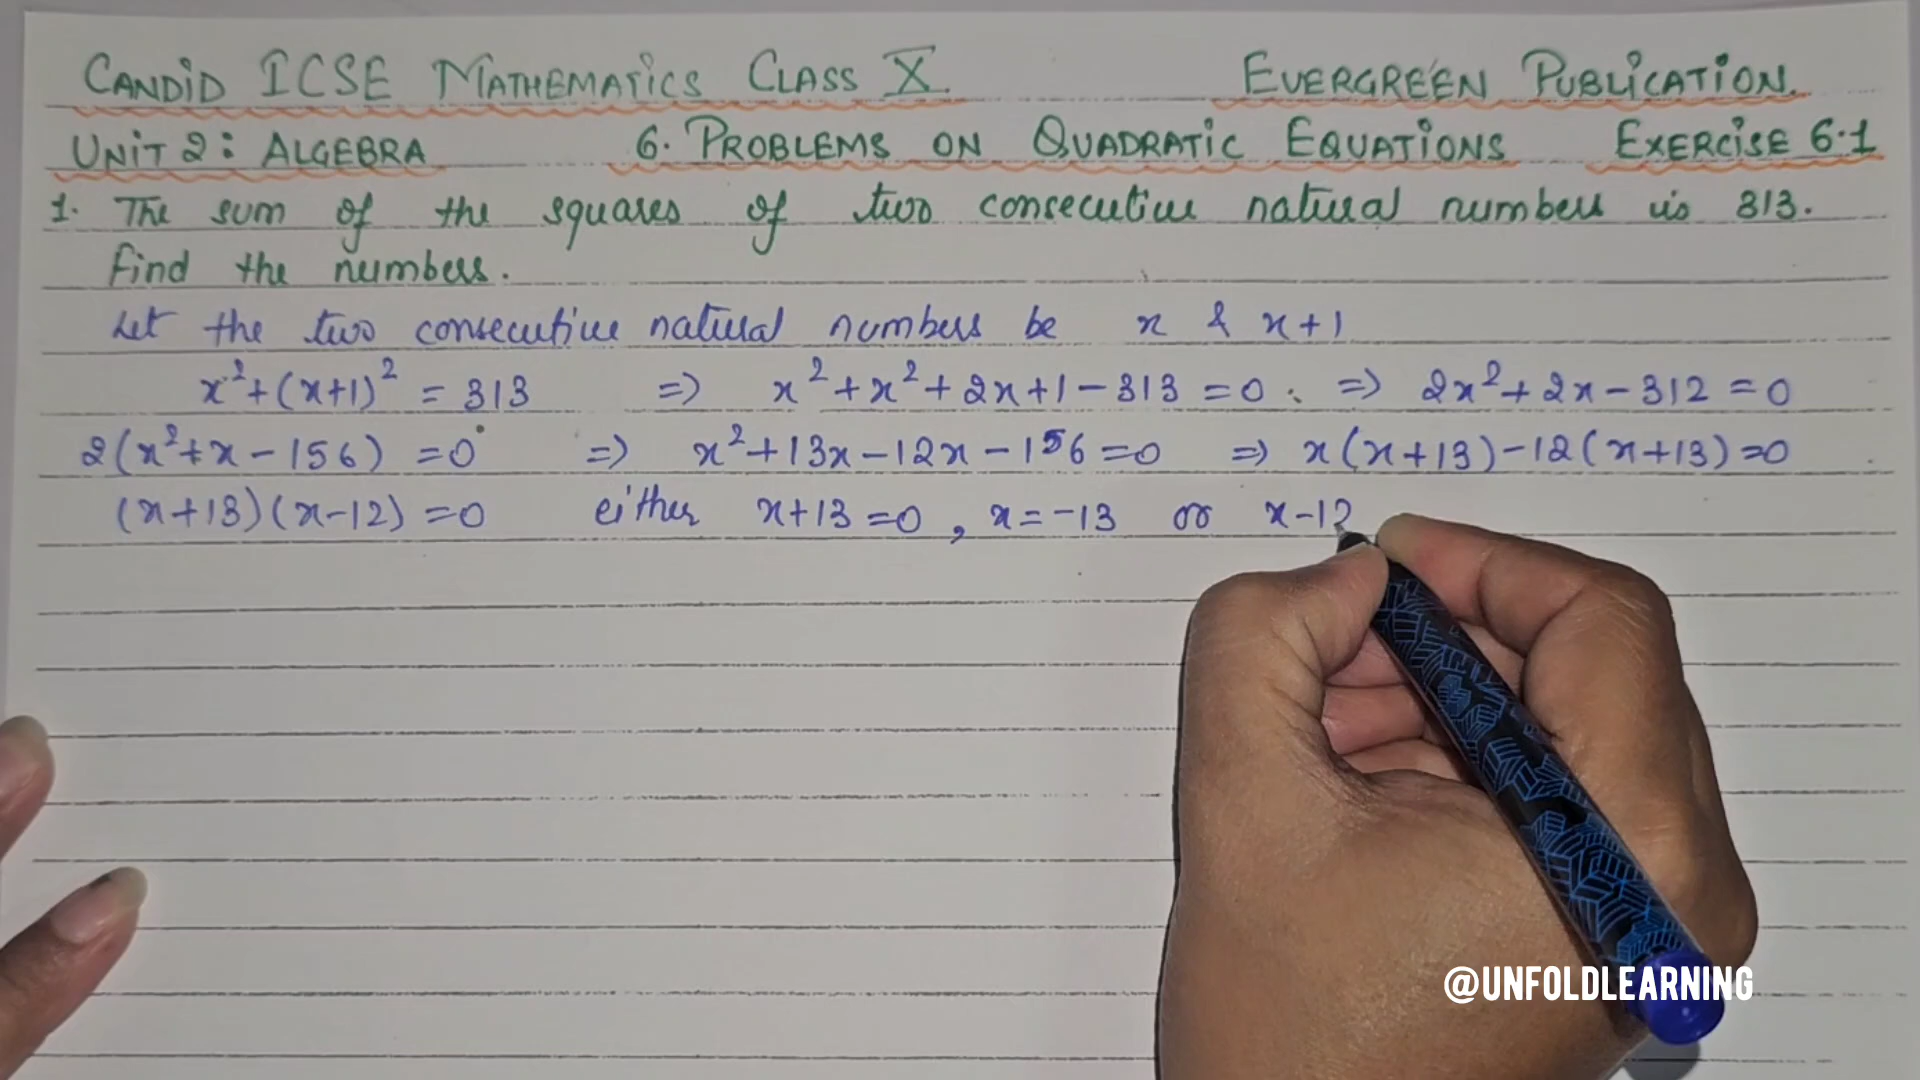 CANDID ICSE MATHEMATICS CLASS X EVERGREEN PUBLICATION.
UNIT 2: ALGEBRA 6. PROBLEMS ON QUADRATIC EQUATIONS EXERCISE 6.1
1. The sum of the squares of two consecutive natural numbers is 313.
Find the numbers.
Let the two consecutive natural numbers be x & x+1
x²+(x+1)² = 313 => x²+x²+2x+1-313=0. => 2x²+2x-312=0
2(x²+x-156)=0 => x²+13x-12x-156=0 => x(x+13)-12(x+13)=0
(x+13)(x-12)=0 either x+13=0, x=-13 or x-12
@UNFOLDLEARNING